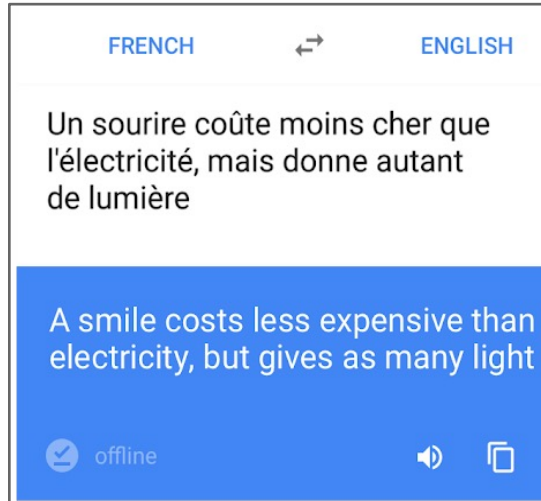 FRENCH ENGLISH
Un sourire coûte moins cher que
l'électricité, mais donne autant
de lumière
A smile costs less expensive than
electricity, but gives as many light
offline